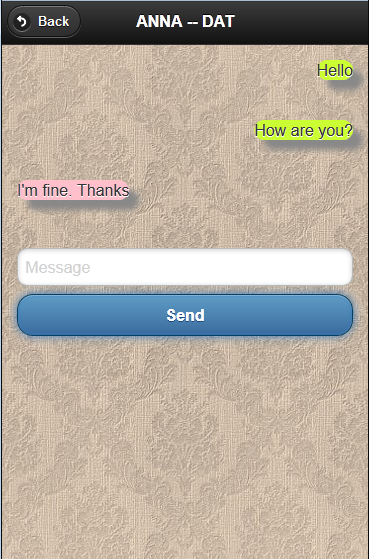 Back
ANNA -- DAT
Hello
How are you?
I'm fine. Thanks
Message
Send